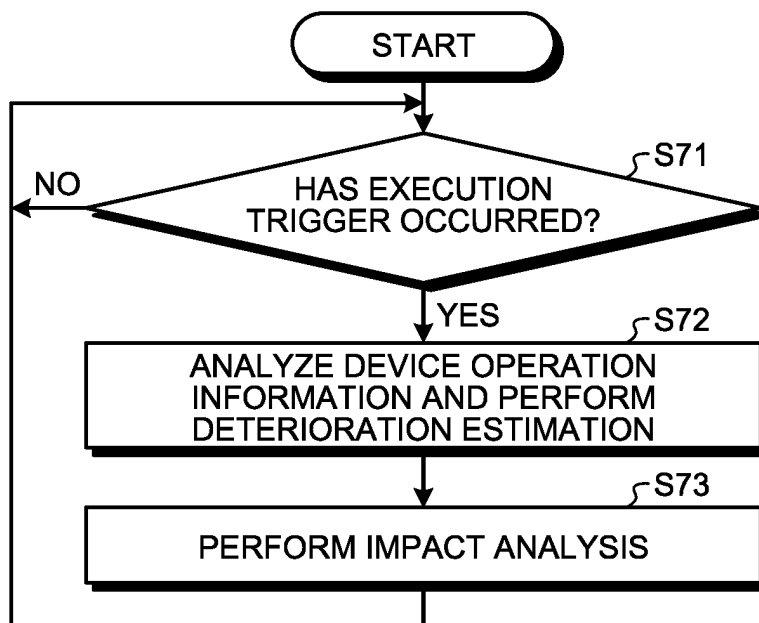 START
S71
NO
HAS EXECUTION
TRIGGER OCCURRED?
YES
S72
ANALYZE DEVICE OPERATION
INFORMATION AND PERFORM
DETERIORATION ESTIMATION
S73
PERFORM IMPACT ANALYSIS